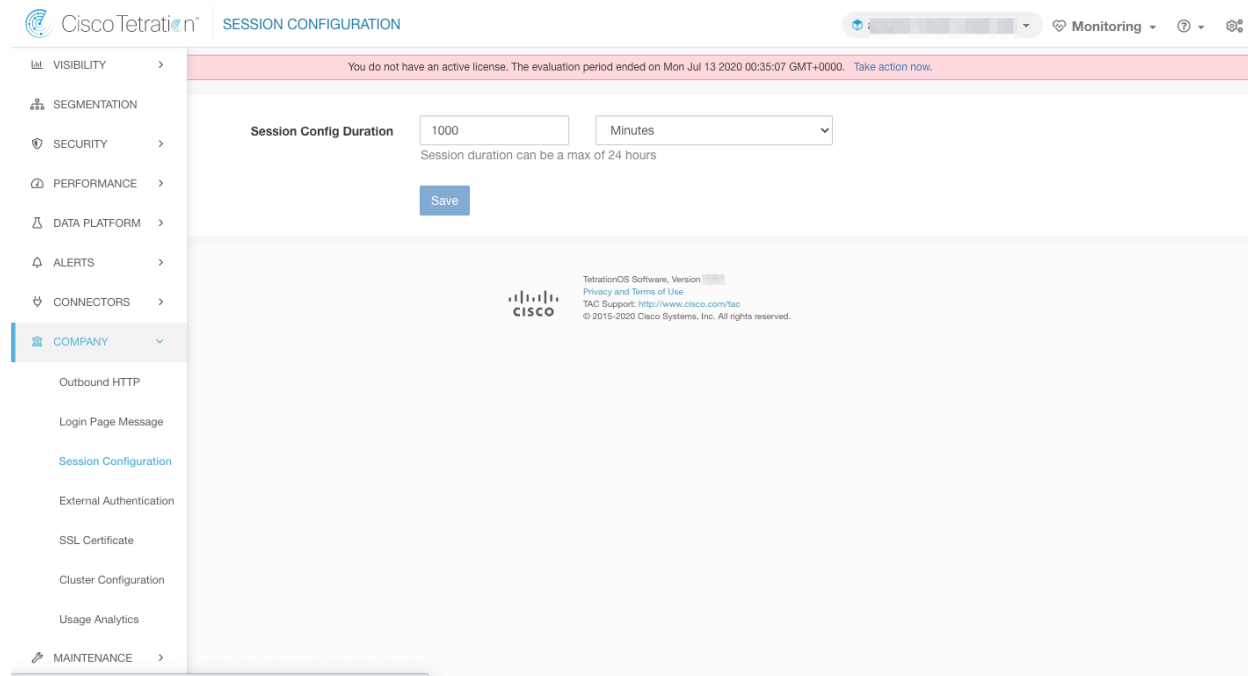 Cisco Tetration™
SESSION CONFIGURATION
Monitoring
VISIBILITY
You do not have an active license. The evaluation period ended on Mon Jul 13 2020 00:35:07 GMT+0000. Take action now.
SEGMENTATION
SECURITY
PERFORMANCE
DATA PLATFORM
ALERTS
CONNECTORS
COMPANY
Outbound HTTP
Login Page Message
Session Configuration
External Authentication
SSL Certificate
Cluster Configuration
Usage Analytics
MAINTENANCE
Session Config Duration
1000
Minutes
Session duration can be a max of 24 hours
Save
CISCO
TetrationOS Software, Version
Privacy and Terms of Use
TAC Support: http://www.cisco.com/tac
© 2015-2020 Cisco Systems, Inc. All rights reserved.